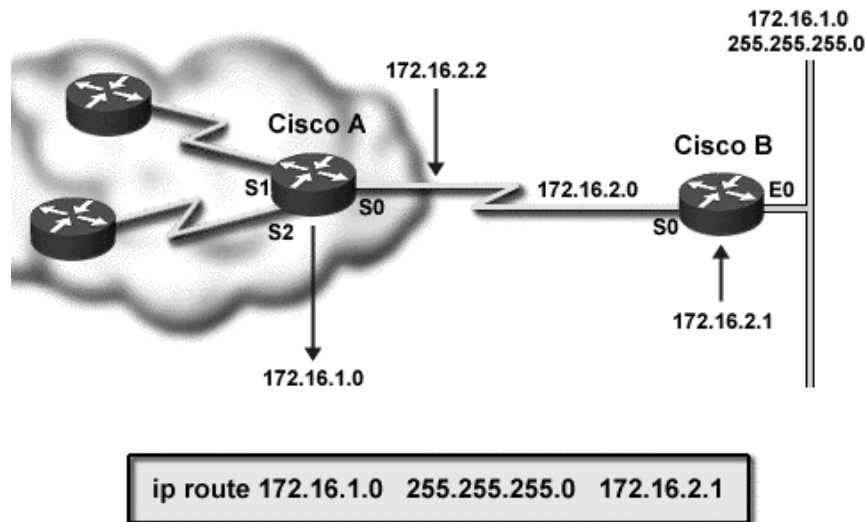 172.16.1.0
255.255.255.0
172.16.2.2
Cisco A
Cisco B
S1
S0
172.16.2.0
E0
S0
S2
172.16.2.1
172.16.1.0
ip route 172.16.1.0 255.255.255.0 172.16.2.1